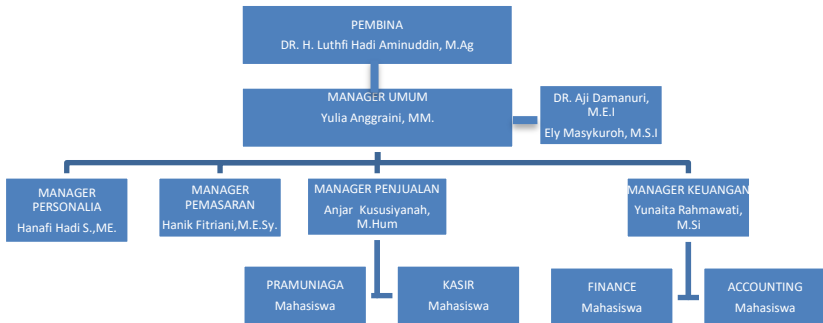 PEMBINA
DR. H. Luthfi Hadi Aminuddin, M.Ag
MANAGER UMUM
Yulia Anggraini, MM.
DR. Aji Damanuri,
M.E.I
Ely Masykuroh, M.S.I
MANAGER
PERSONALIA
Hanafi Hadi S.,ME.
MANAGER
PEMASARAN
Hanik Fitriani,M.E.Sy.
MANAGER PENJUALAN
Anjar Kususiyanah,
M.Hum
MANAGER KEUANGAN
Yunaita Rahmawati,
M.Si
PRAMUNIAGA
Mahasiswa
KASIR
Mahasiswa
FINANCE
Mahasiswa
ACCOUNTING
Mahasiswa